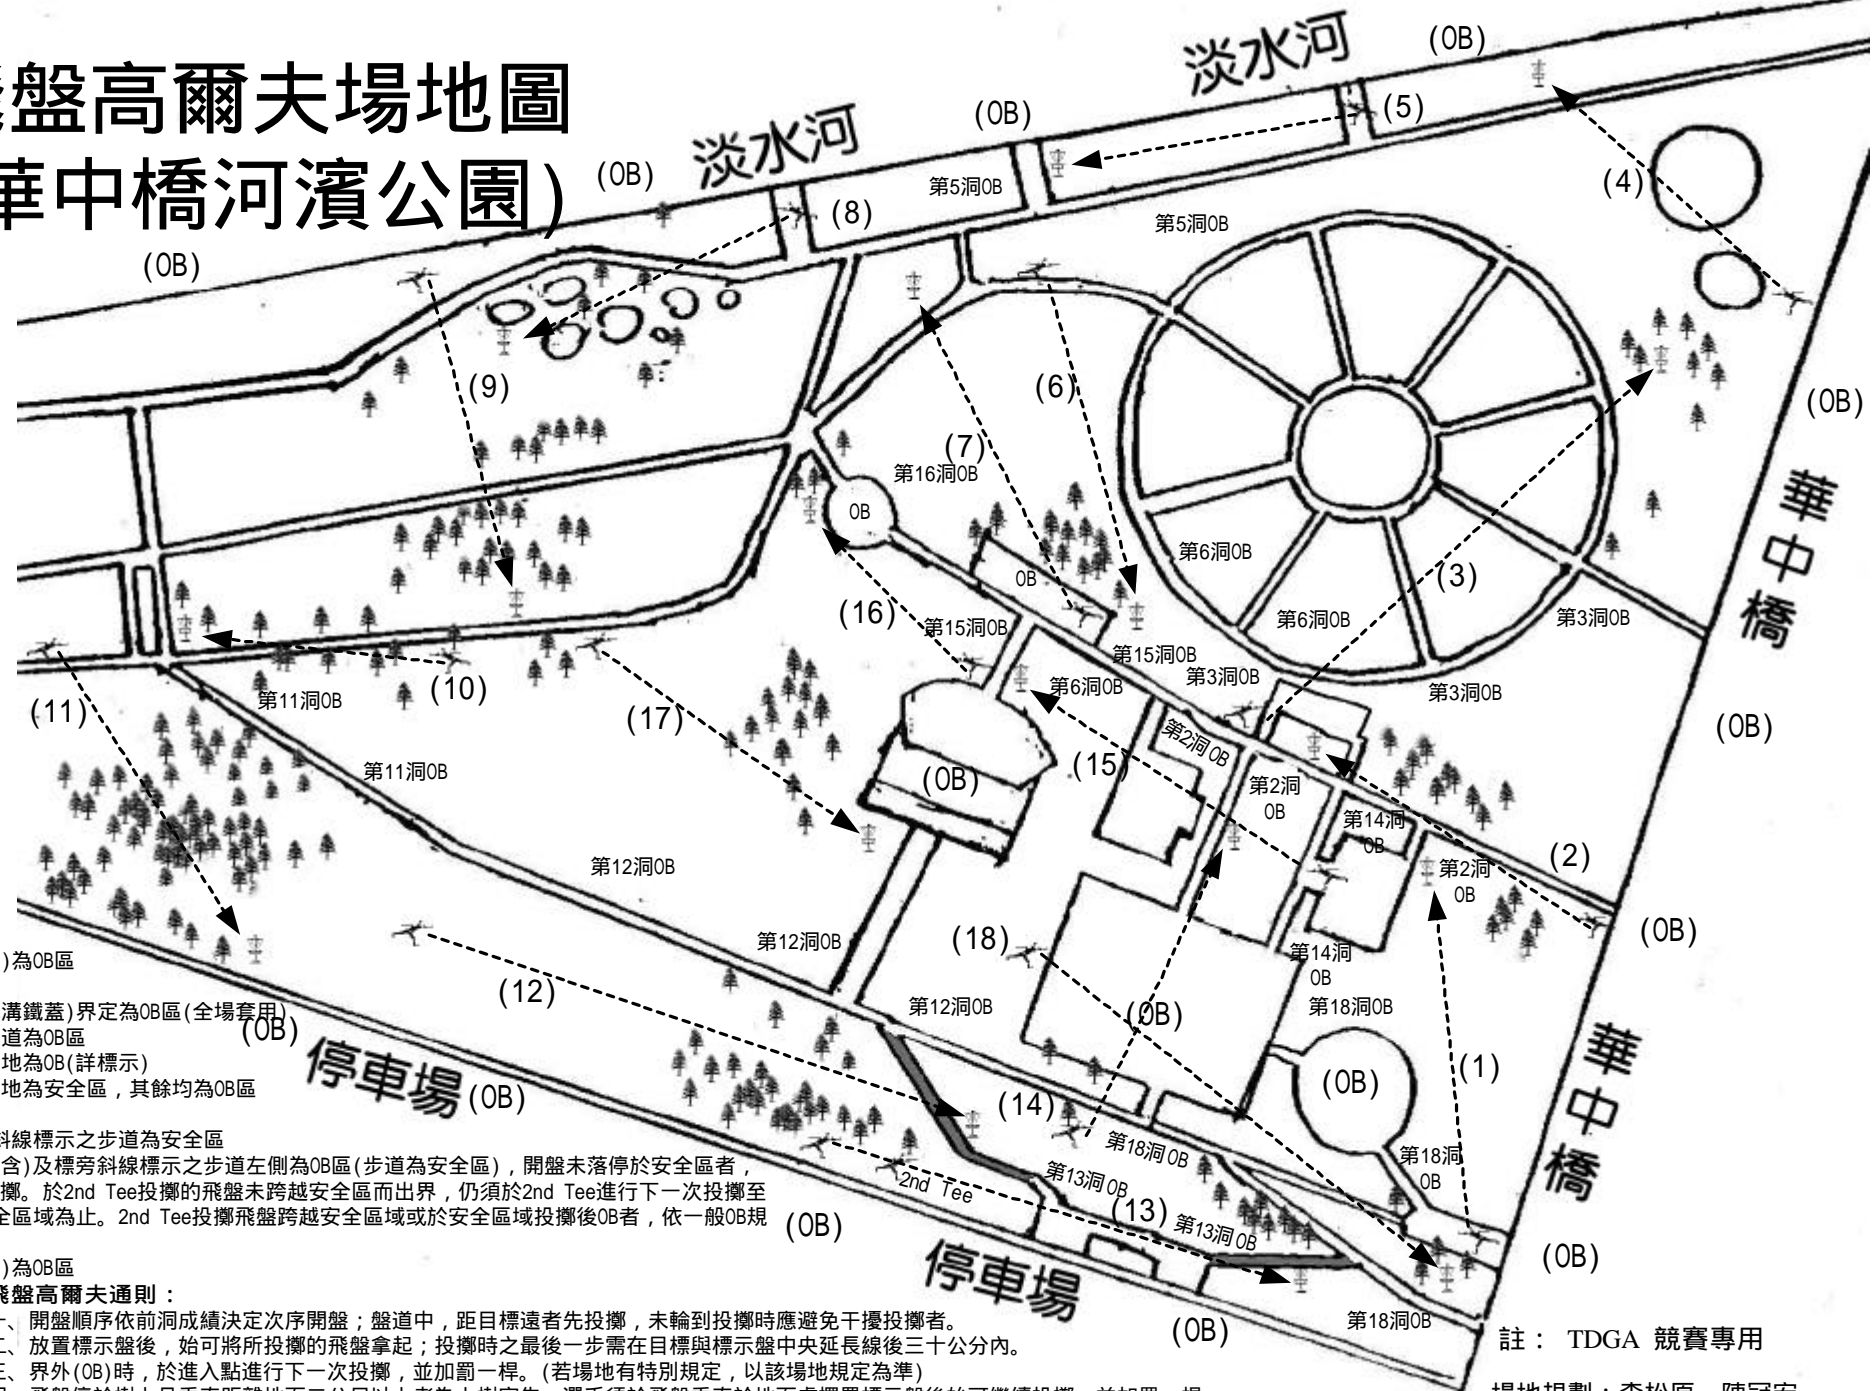 盤高爾夫場地圖
華中橋河濱公園)
淡水河
(OB)
淡水河
(OB)
(OB)
(OB)
(5)
(4)
第5洞OB
(8)
第5洞OB
(9)
(6)
(7)
第16洞OB
OB
(OB)
華中橋
第6洞OB
(3)
OB
(16)
第15洞OB
第6洞OB
第3洞OB
第15洞OB
第3洞OB
第6洞OB
第3洞OB
(10)
第11洞OB
(11)
(17)
(OB)
第2洞OB
(15)
第11洞OB
(OB)
第2洞
OB
第14洞
OB
(2)
第12洞OB
第2洞
OB
第12洞OB
(18)
(OB)
第14洞
OB
)為OB區
(12)
第12洞OB
第18洞OB
溝鐵蓋)界定為OB區(全場套用)
(OB)
(OB)
道為OB區
地為OB(詳標示)
停車場
(OB)
(OB)
(1)
華中橋
地為安全區，其餘均為OB區
(14)
斜線標示之步道為安全區
第18洞OB
第18洞
OB
含)及標旁斜線標示之步道左側為OB區(步道為安全區)，開盤未落停於安全區者，
2nd Tee
第13洞OB
擲。於2nd Tee投擲的飛盤未跨越安全區而出界，仍須於2nd Tee進行下一次投擲至
(13)
第13洞OB
全區域為止。2nd Tee投擲飛盤跨越安全區域或於安全區域投擲後OB者，依一般OB規
(OB)
(OB)
)為OB區
停車場
飛盤高爾夫通則：
開盤順序依前洞成績決定次序開盤；盤道中，距目標遠者先投擲，未輪到投擲時應避免干擾投擲者。
第18洞OB
(OB)
二、放置標示盤後，始可將所投擲的飛盤拿起；投擲時之最後一步需在目標與標示盤中央延長線後三十公分內。
註： TDGA 競賽專用
三、界外(OB)時，於進入點進行下一次投擲，並加罰一桿。(若場地有特別規定，以該場地規定為準)